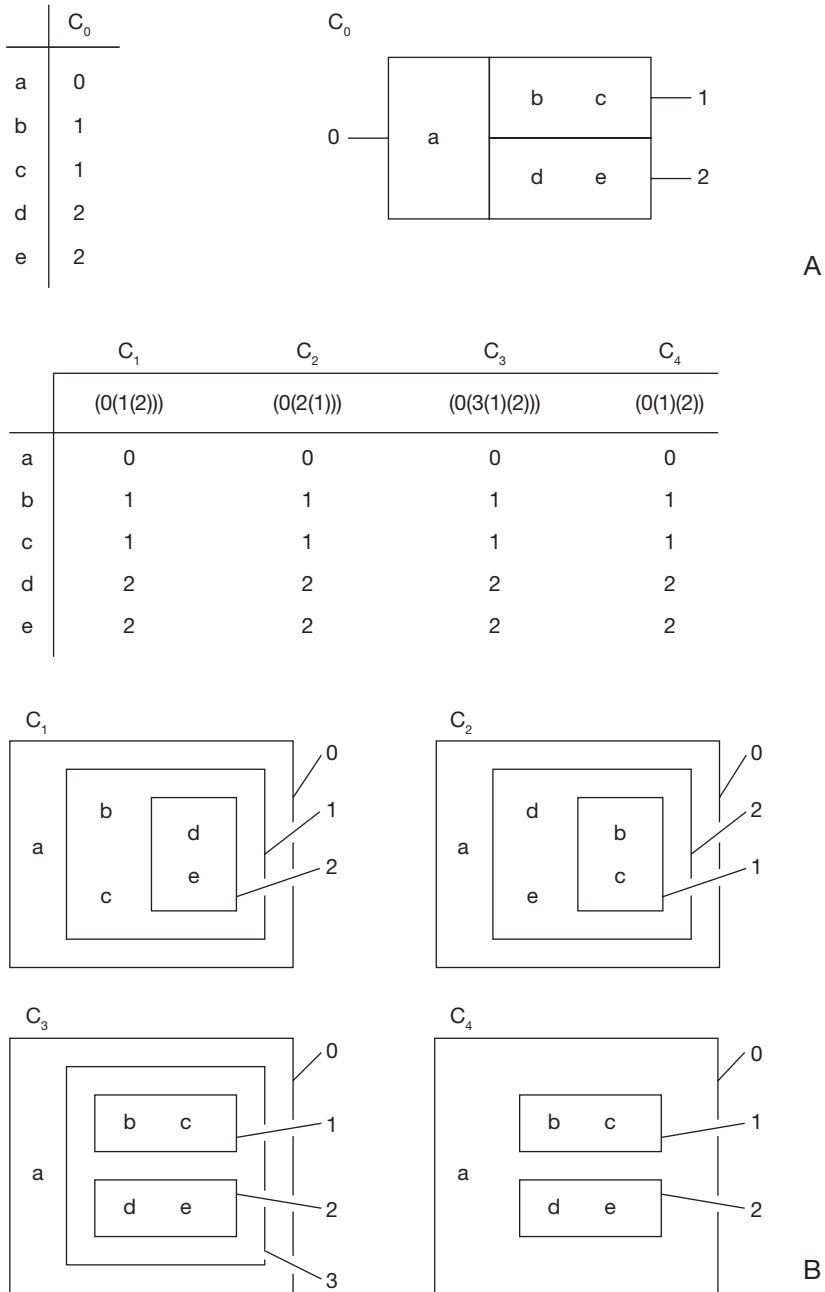 C0 C0
a 0
b 1
c 1
d 2
e 2
b c 1
0 a
d e 2
A
C1 C2 C3 C4
(0(1(2))) (0(2(1))) (0(3(1)(2))) (0(1)(2))
a 0 0 0 0
b 1 1 1 1
c 1 1 1 1
d 2 2 2 2
e 2 2 2 2
C1
0
b 1
d
a
e 2
c
C2
0
d 2
b
a
c 1
e
C3
0
b c 1
a
d e 2
3
C4
0
b c 1
a
d e 2
B